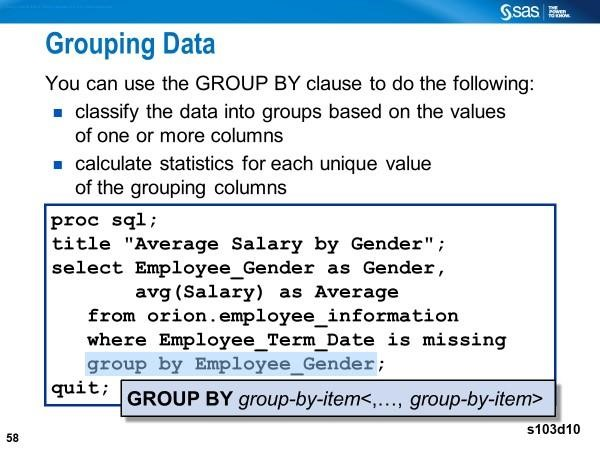 sas THE POWER TO KNOW.
Grouping Data
You can use the GROUP BY clause to do the following:
classify the data into groups based on the values
of one or more columns
calculate statistics for each unique value
of the grouping columns
proc sql;
title "Average Salary by Gender";
select Employee_Gender as Gender,
avg(Salary) as Average
from orion.employee_information
where Employee_Term_Date is missing
group by Employee_Gender;
quit;
GROUP BY group-by-item<,…, group-by-item>
58
s103d10